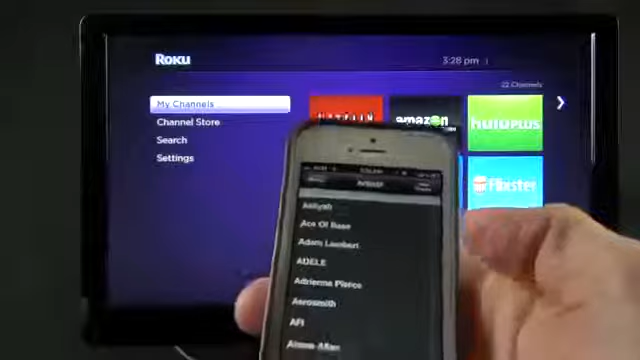 Roku
3:28 pm
22 Channels
My Channels
Channel Store
Search
Settings
NETFLIX
amazon
huluPLUS
flixster
Artists
Aaliyah
Ace Of Base
Adam Lambert
ADELE
Adrienne Pierce
Aerosmith
AFI